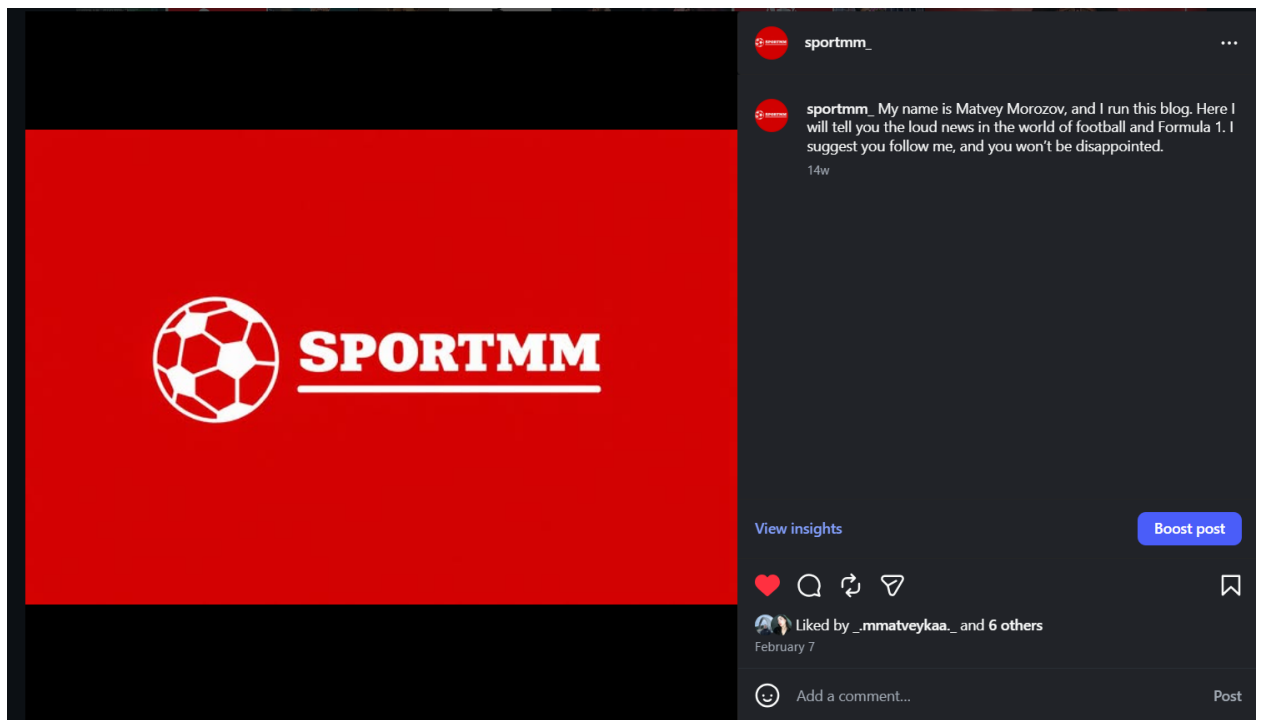 sportmm_
sportmm_ My name is Matvey Morozov, and I run this blog. Here I
will tell you the loud news in the world of football and Formula 1. I
suggest you follow me, and you won’t be disappointed.
14w
SPORTMM
View insights
Boost post
Liked by _.mmatveykaa._ and 6 others
February 7
Add a comment...
Post